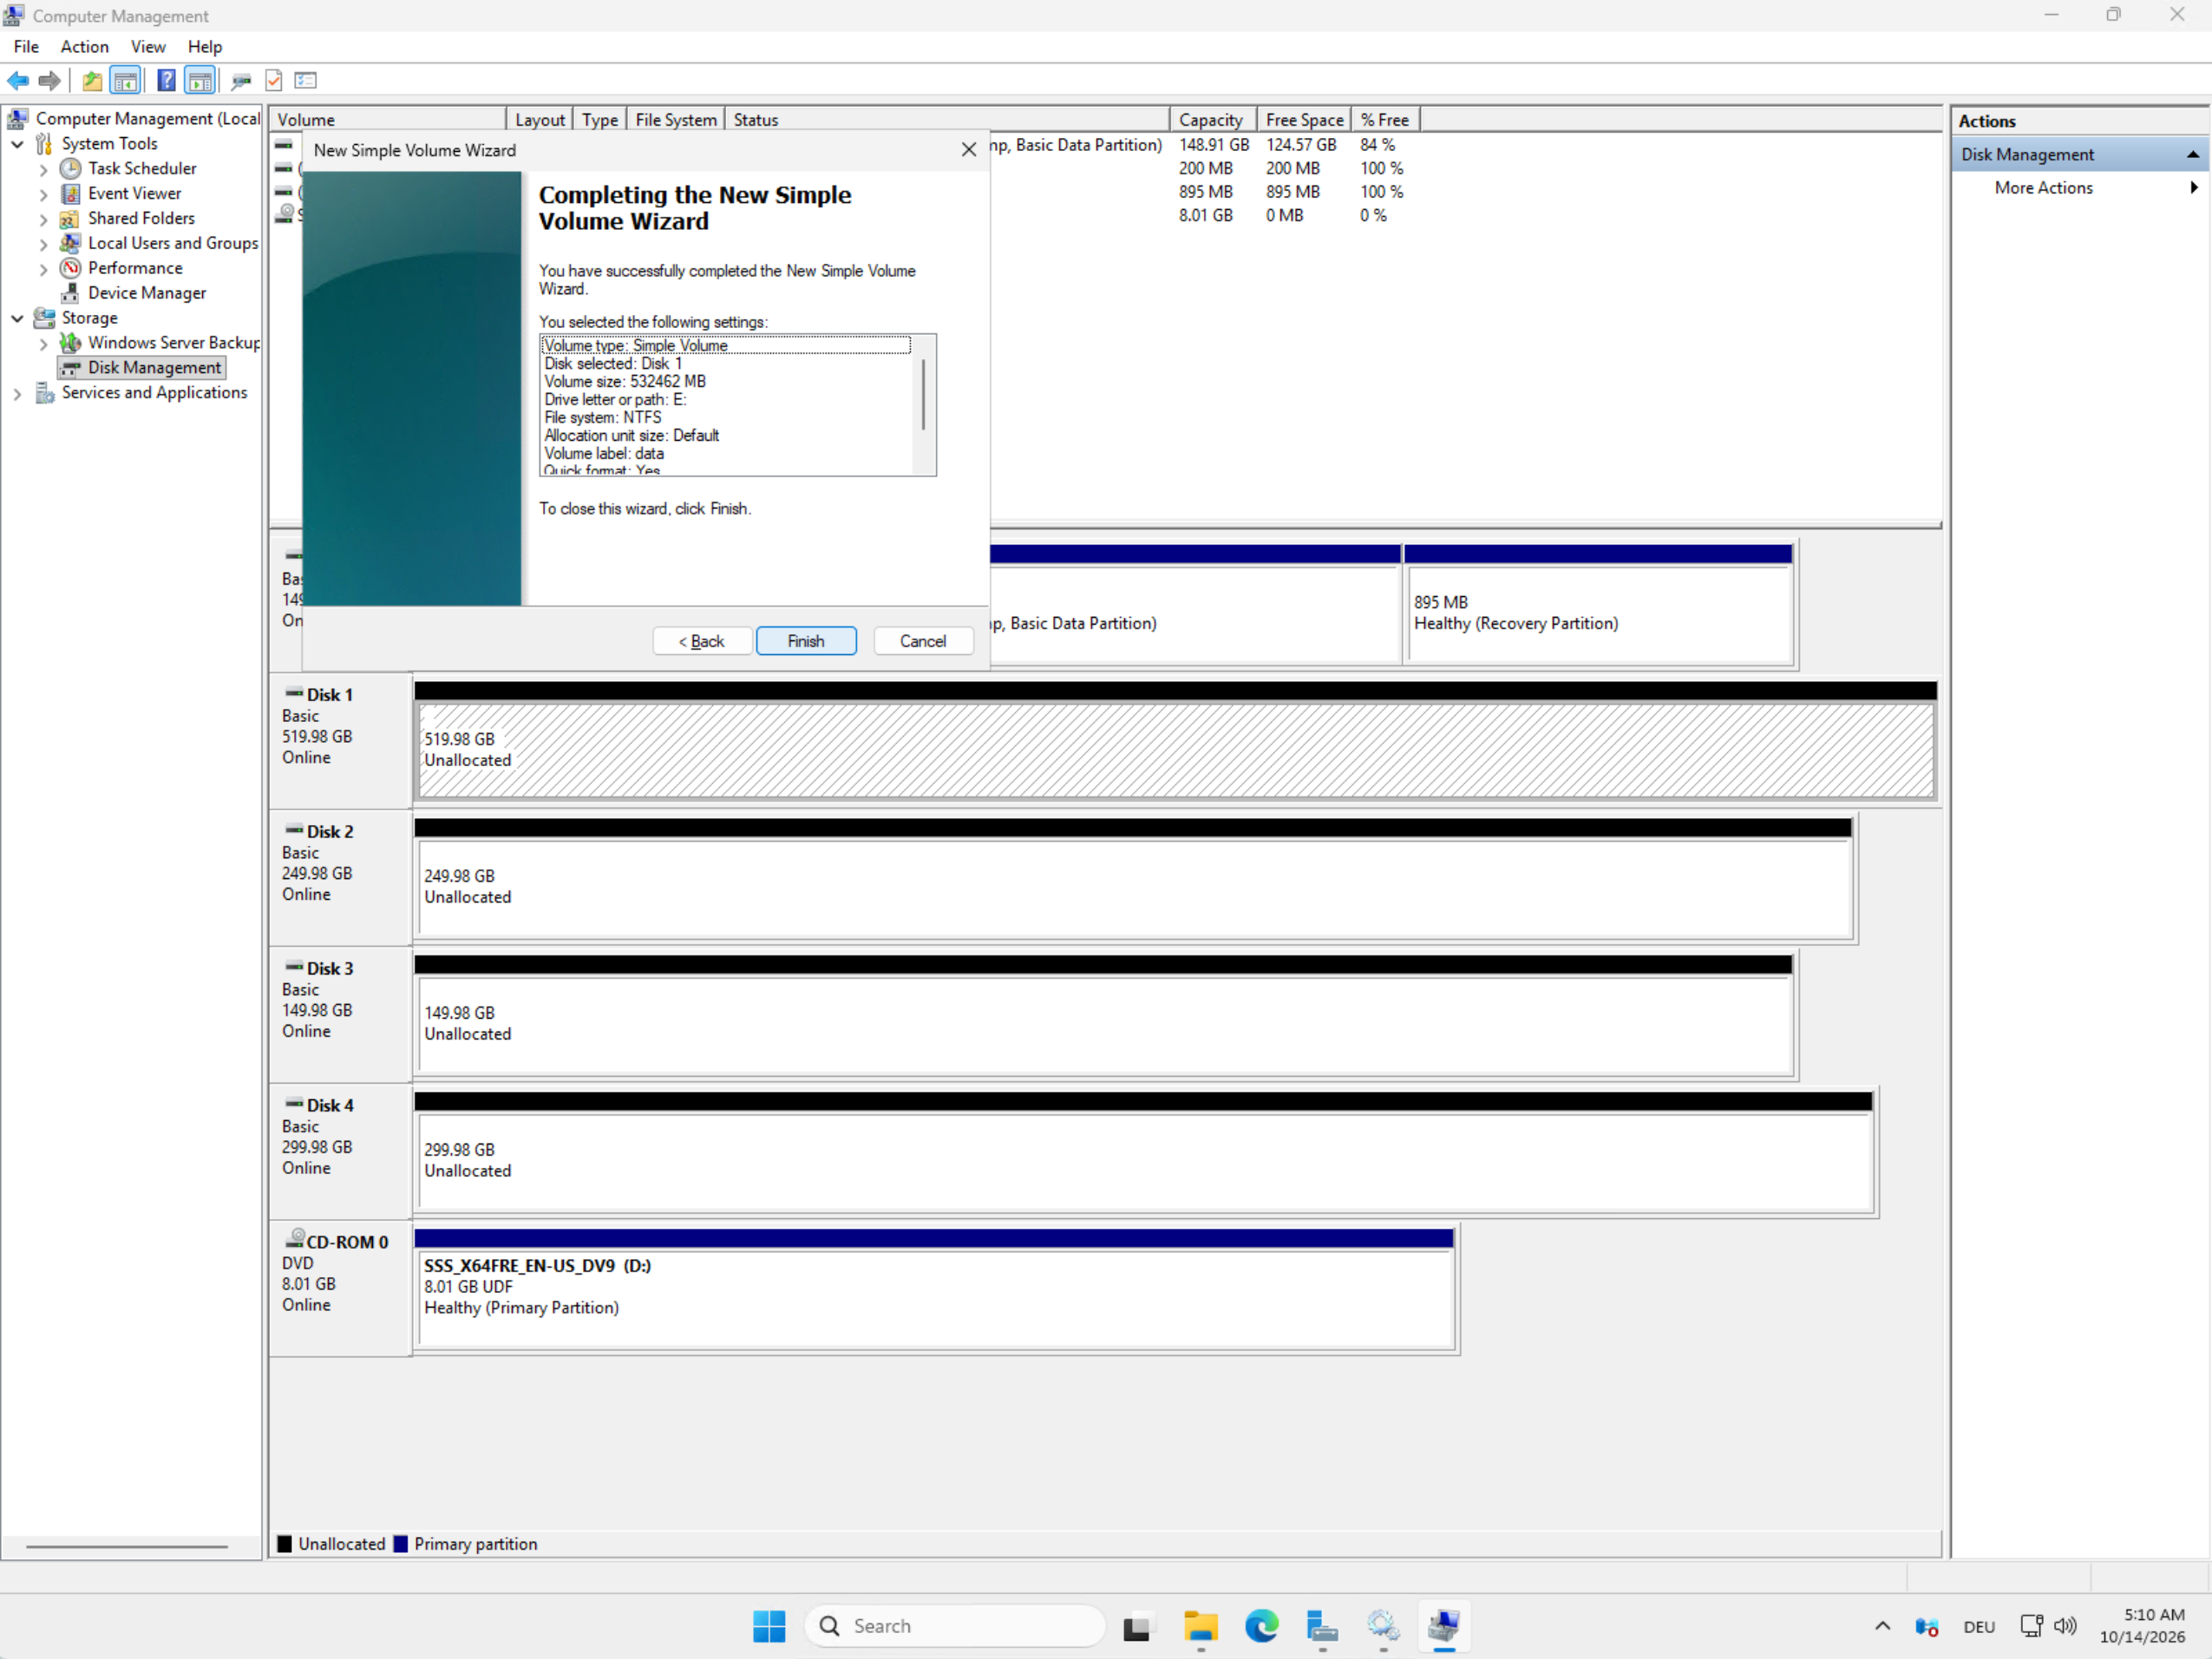 Computer Management
File Action View Help
Computer Management (Local
System Tools
Task Scheduler
Event Viewer
Shared Folders
Local Users and Groups
Performance
Device Manager
Storage
Windows Server Backup
Disk Management
Services and Applications
Volume Layout Type File System Status Capacity Free Space % Free
mp, Basic Data Partition) 148.91 GB 124.57 GB 84 %
200 MB 200 MB 100 %
895 MB 895 MB 100 %
8.01 GB 0 MB 0 %
New Simple Volume Wizard
Completing the New Simple
Volume Wizard
You have successfully completed the New Simple Volume
Wizard.
You selected the following settings:
Volume type: Simple Volume
Disk selected: Disk 1
Volume size: 532462 MB
Drive letter or path: E:
File system: NTFS
Allocation unit size: Default
Volume label: data
Quick format: Yes
To close this wizard, click Finish.
< Back Finish Cancel
Bas
149
On
mp, Basic Data Partition)
895 MB
Healthy (Recovery Partition)
Disk 1
Basic
519.98 GB
Online
519.98 GB
Unallocated
Disk 2
Basic
249.98 GB
Online
249.98 GB
Unallocated
Disk 3
Basic
149.98 GB
Online
149.98 GB
Unallocated
Disk 4
Basic
299.98 GB
Online
299.98 GB
Unallocated
CD-ROM 0
DVD
8.01 GB
Online
SSS_X64FRE_EN-US_DV9 (D:)
8.01 GB UDF
Healthy (Primary Partition)
Unallocated Primary partition
Actions
Disk Management
More Actions
Search
DEU
5:10 AM
10/14/2026